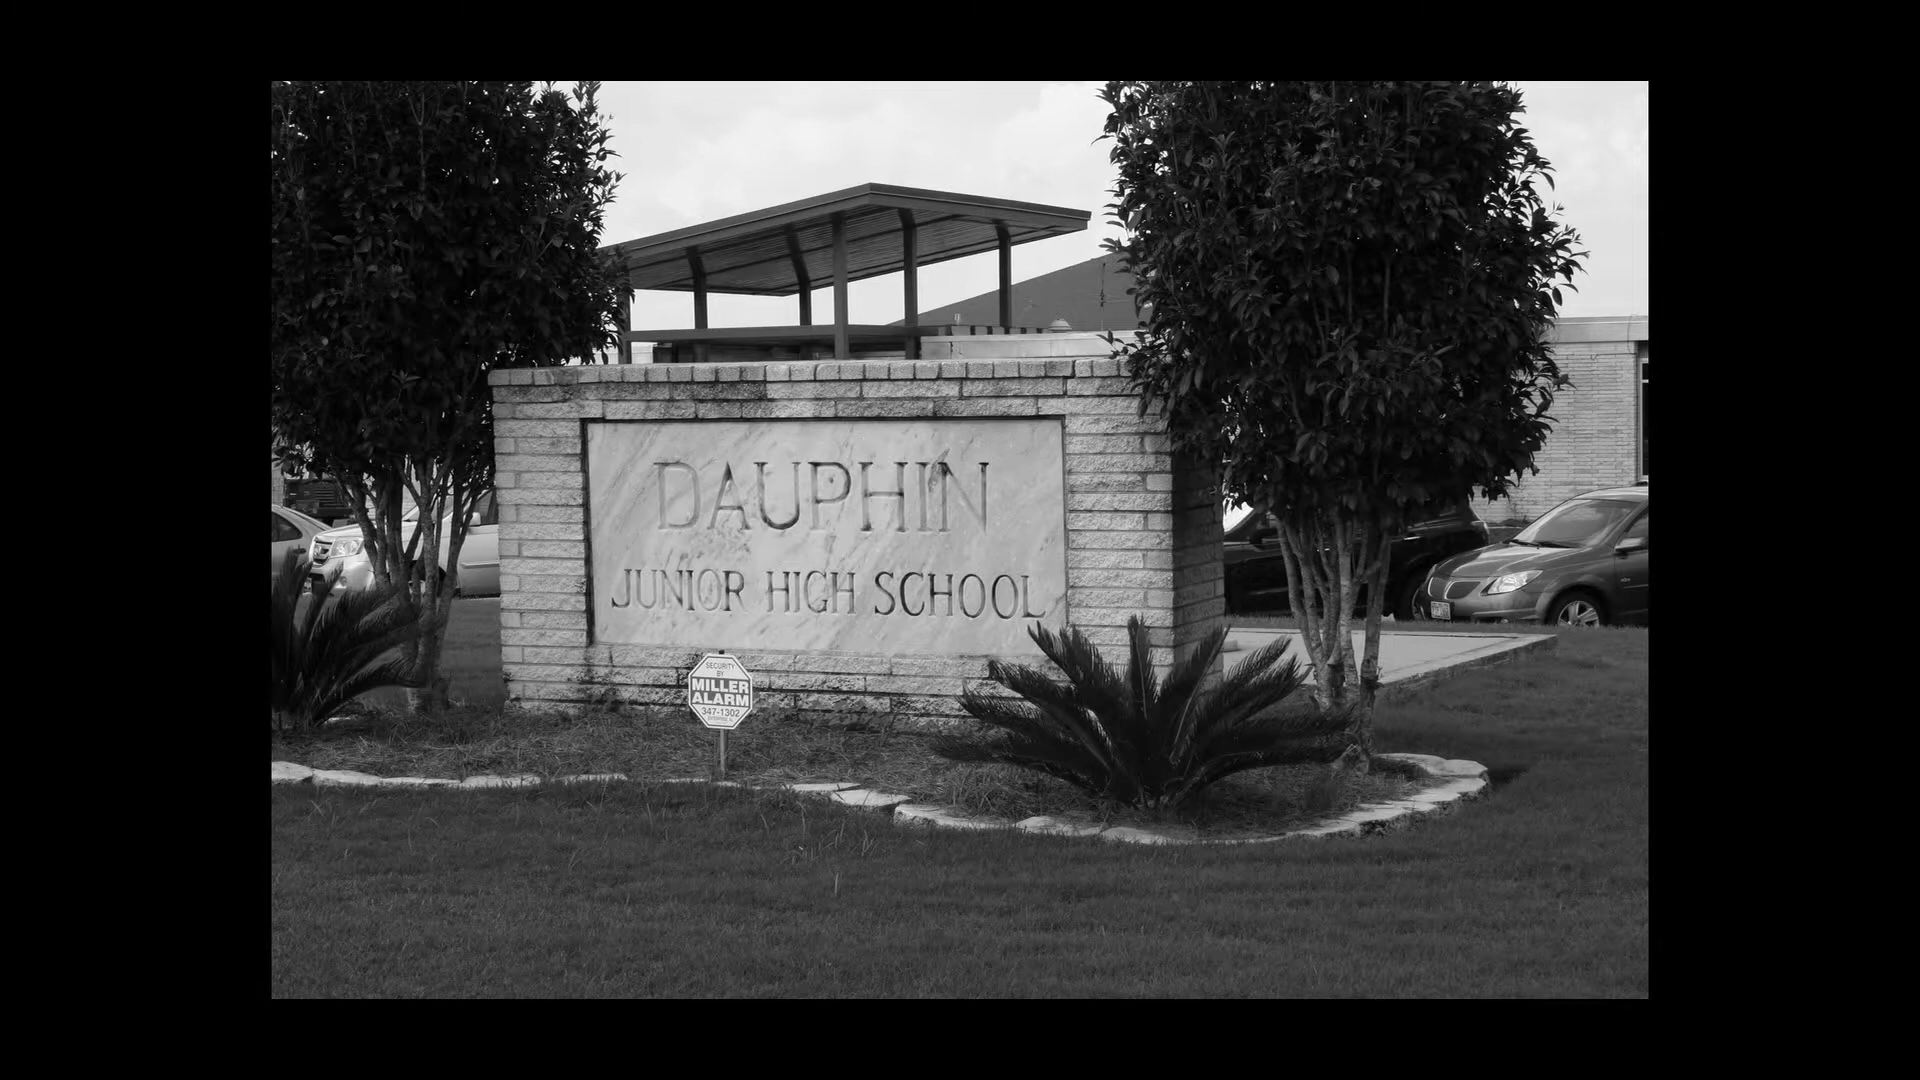 DAUPHIN
JUNIOR HIGH SCHOOL
SECURITY
BY
MILLER
ALARM
347-1302